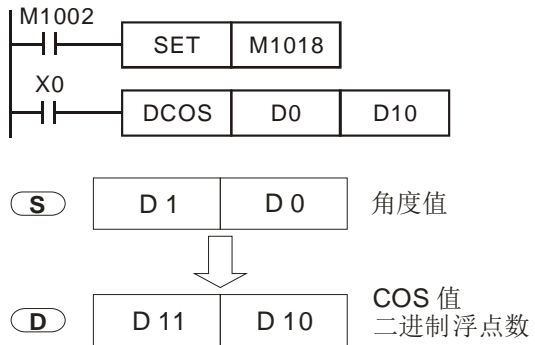 M1002
SET M1018
X0
DCOS D0 D10
S D 1 D 0 角度值
D D 11 D 10 COS 值
二进制浮点数